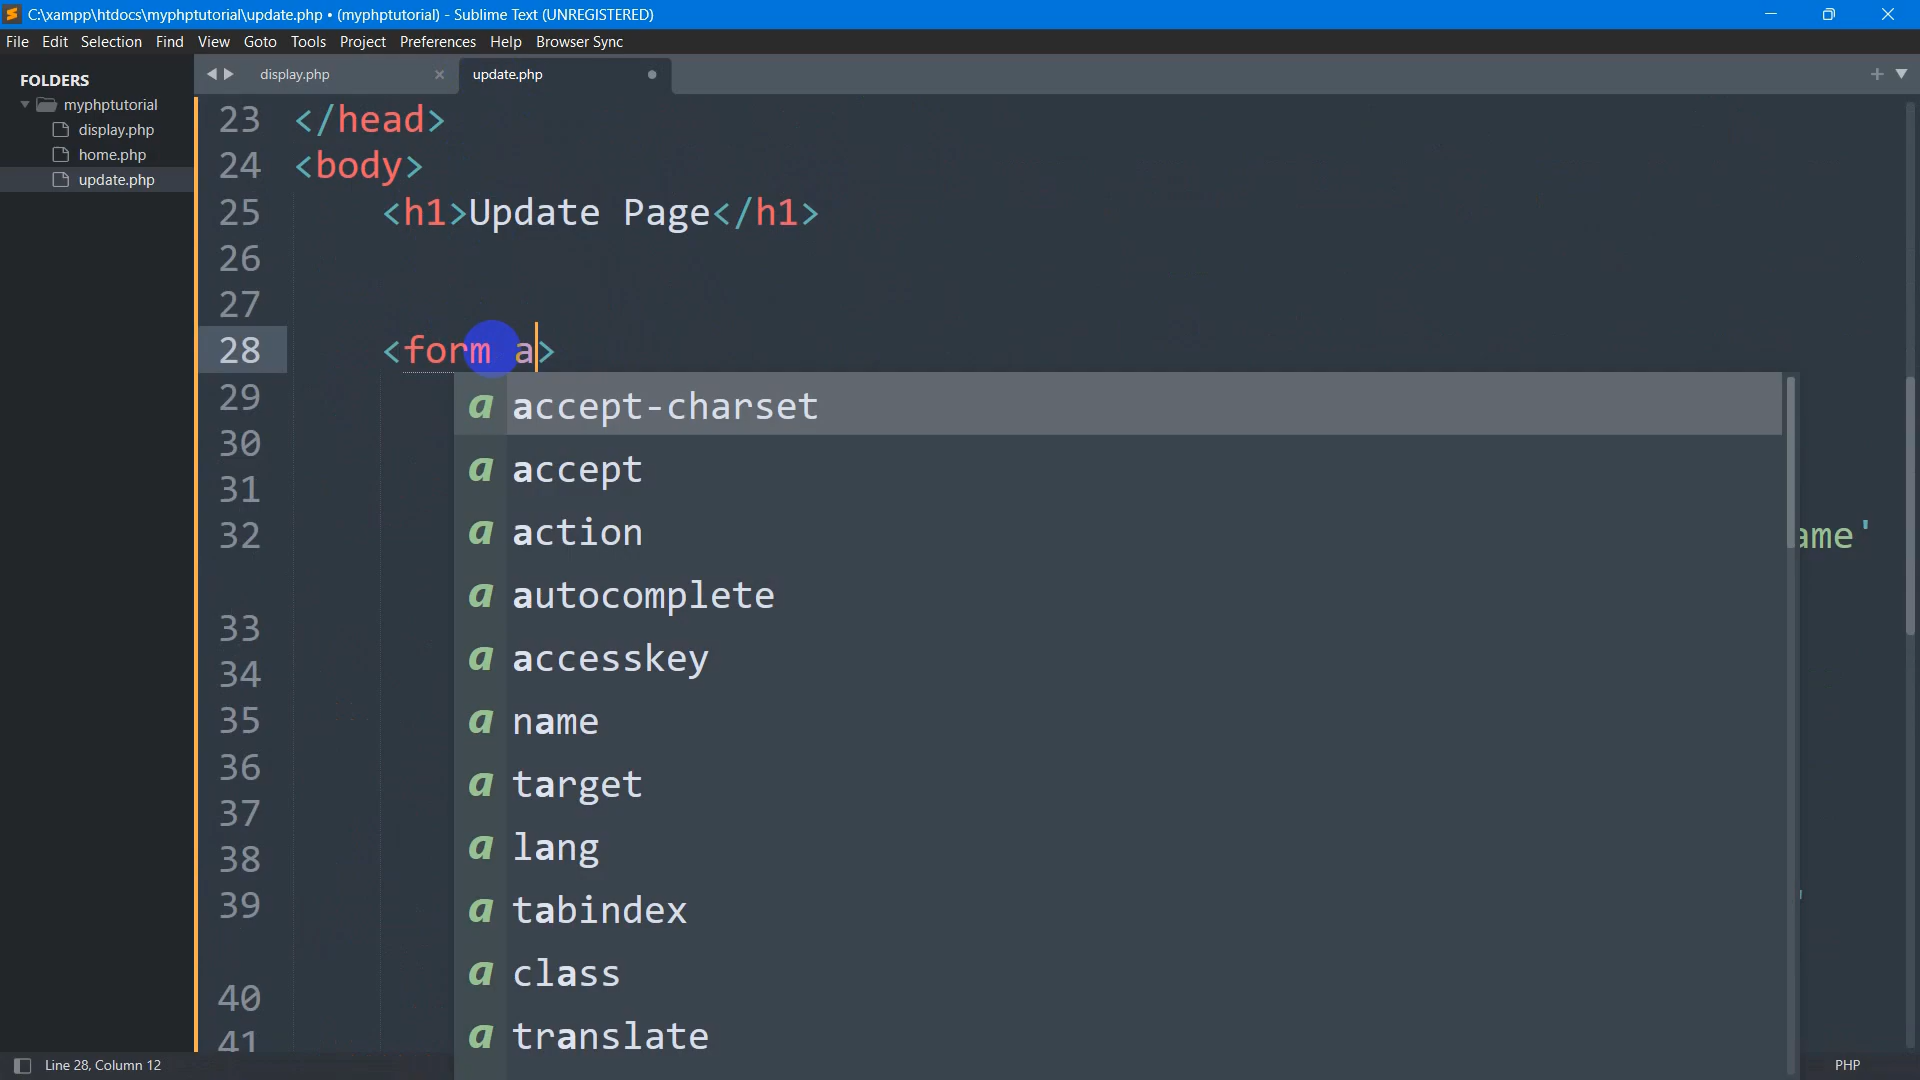 C:\xampp\htdocs\myphptutorial\update.php • (myphptutorial) - Sublime Text (UNREGISTERED)
File Edit Selection Find View Goto Tools Project Preferences Help Browser Sync
FOLDERS
myphptutorial
display.php
home.php
update.php
display.php
update.php
23 </head>
24 <body>
25 <h1>Update Page</h1>
26
27
28 <form a>
29
30
31
32 ame'
33
34
35
36
37
38
39
40
41
a accept-charset
a accept
a action
a autocomplete
a accesskey
a name
a target
a lang
a tabindex
a class
a translate
Line 28, Column 12
PHP